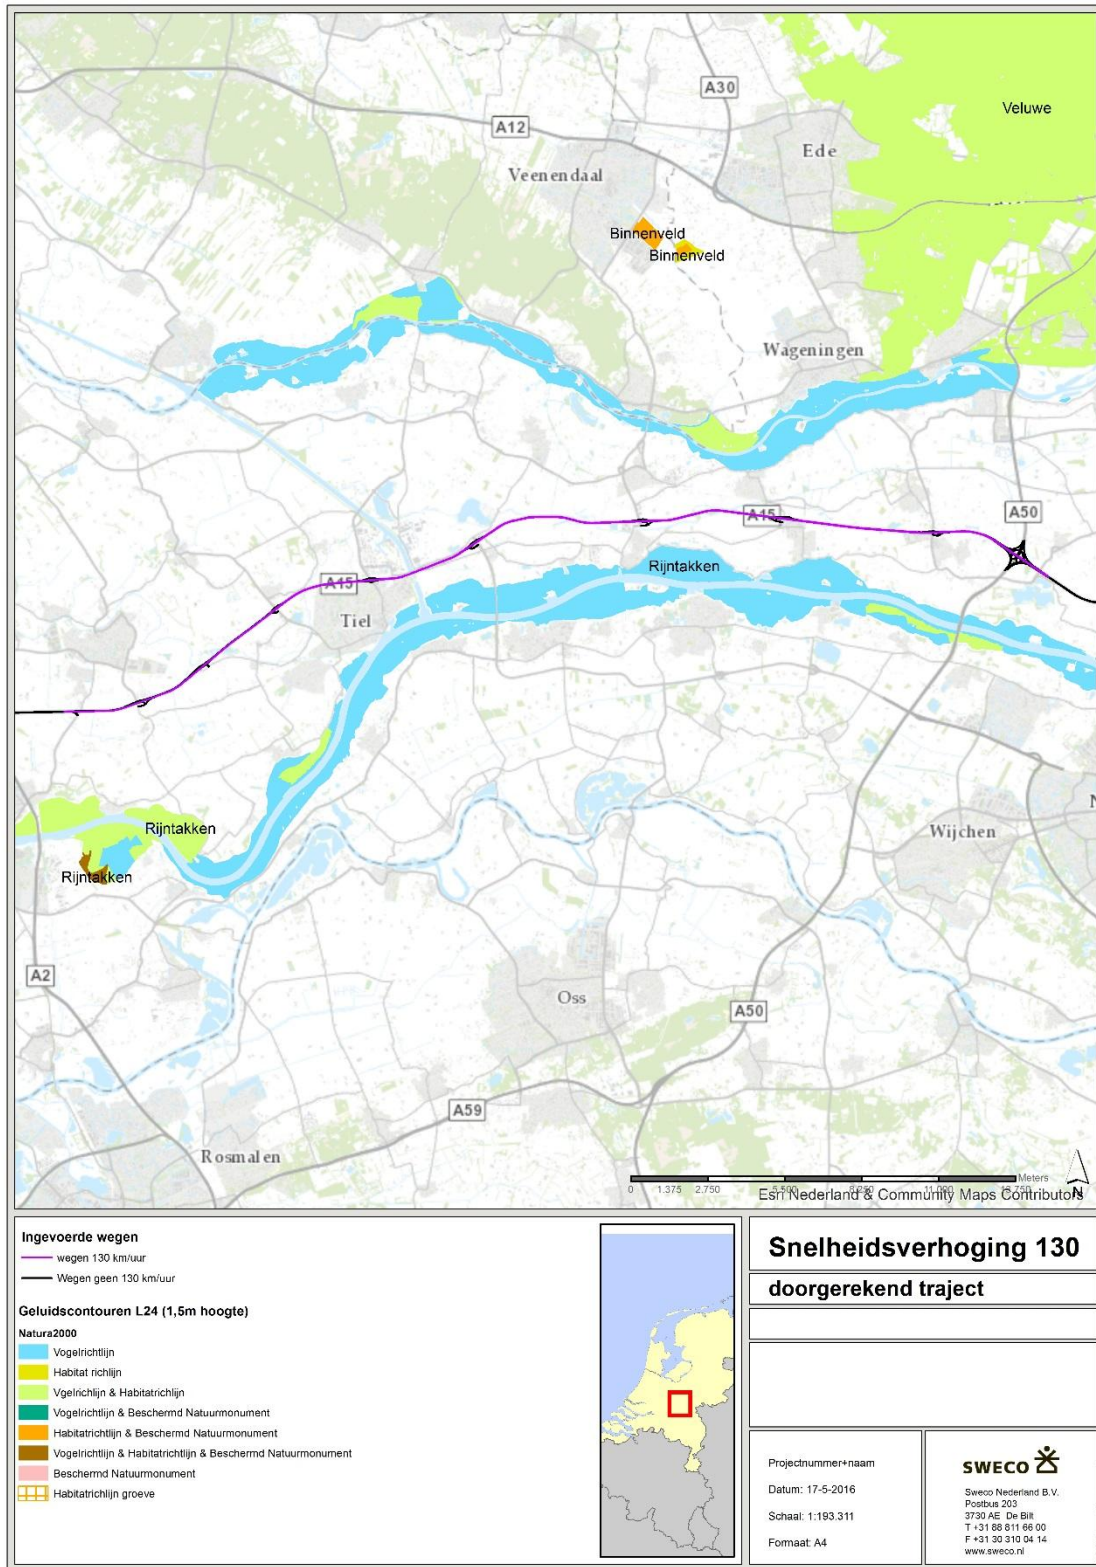 A30
Veluwe
A12
Ede
Veenendaal
Binnenveld
Binnenveld
Wageningen
A15
A50
Rijntakken
A15
Tiel
Rijntakken
Wijchen
N
Rijntakken
A2
Oss
A50
A59
Rosmalen
Meters
0 1.375 2.750 5.500 8.250 11.000 13.750
Esri Nederland & Community Maps Contributors
N
Ingevoerde wegen
wegen 130 km/uur
Wegen geen 130 km/uur
Geluidscontouren L24 (1,5m hoogte)
Natura2000
Vogelrichtlijn
Habitat richlijn
Vgelrichlijn & Habitatrichlijn
Vogelrichtlijn & Beschermd Natuurmonument
Habitatrichtlijn & Beschermd Natuurmonument
Vogelrichtlijn & Habitatrichtlijn & Beschermd Natuurmonument
Beschermd Natuurmonument
Habitatrichlijn groeve
Snelheidsverhoging 130
doorgerekend traject
Projectnummer+naam
Datum: 17-5-2016
Schaal: 1:193.311
Formaat: A4
SWECO
Sweco Nederland B.V.
Postbus 203
3730 AE De Bilt
T +31 88 811 66 00
F +31 30 310 04 14
www.sweco.nl